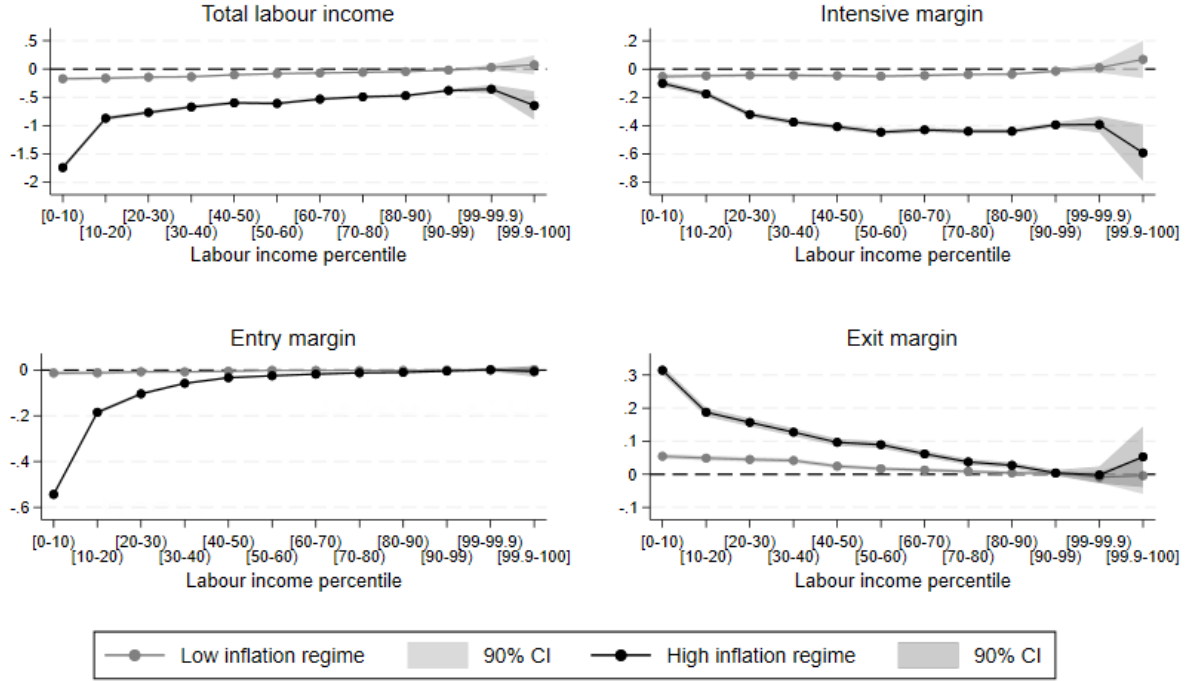 Total labour income
.5
0
-.5
-1
-1.5
-2
[0-10) [20-30) [40-50) [60-70) [80-90) [99-99.9)
[10-20) [30-40) [50-60) [70-80) [90-99) [99.9-100]
Labour income percentile
Intensive margin
.2
0
-.2
-.4
-.6
-.8
[0-10) [20-30) [40-50) [60-70) [80-90) [99-99.9)
[10-20) [30-40) [50-60) [70-80) [90-99) [99.9-100]
Labour income percentile
Entry margin
0
-.2
-.4
-.6
[0-10) [20-30) [40-50) [60-70) [80-90) [99-99.9)
[10-20) [30-40) [50-60) [70-80) [90-99) [99.9-100]
Labour income percentile
Exit margin
.3
.2
.1
0
-.1
[0-10) [20-30) [40-50) [60-70) [80-90) [99-99.9)
[10-20) [30-40) [50-60) [70-80) [90-99) [99.9-100]
Labour income percentile
Low inflation regime 90% CI High inflation regime 90% CI